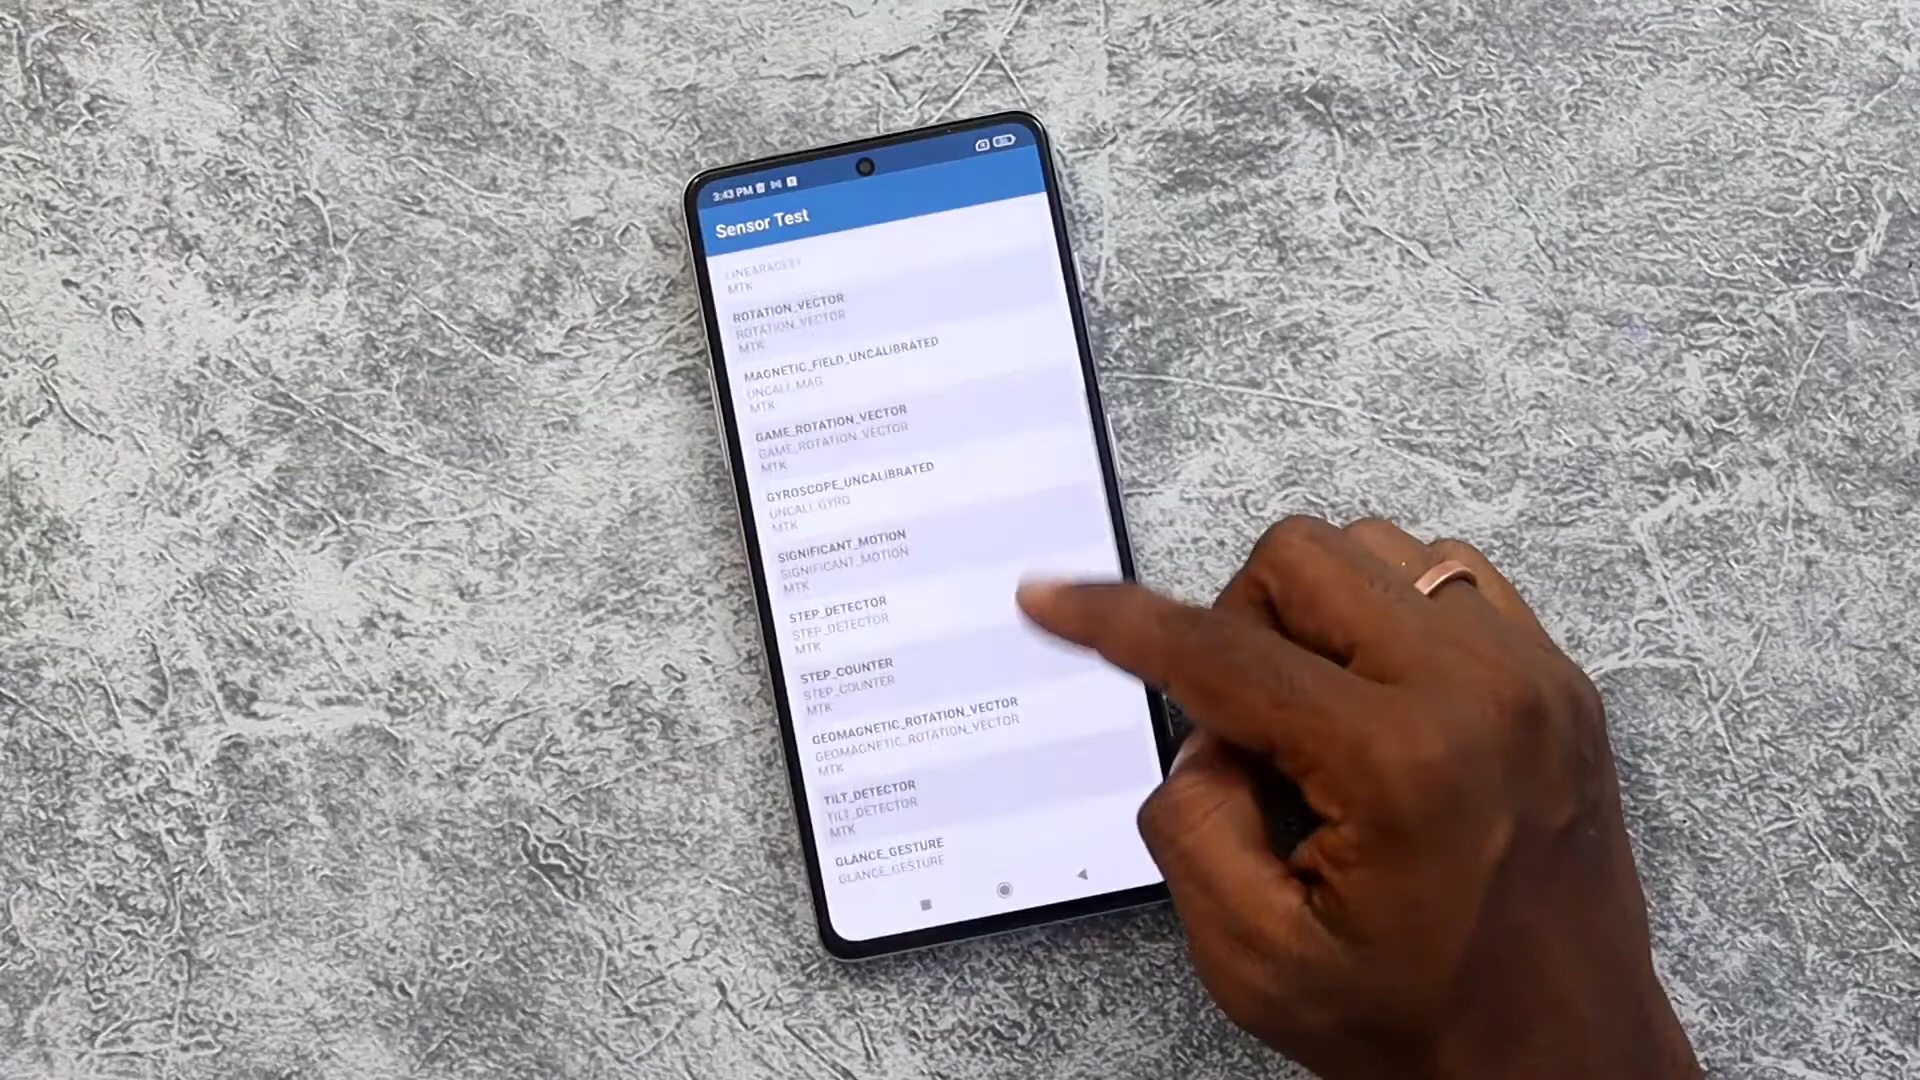 3:43 PM
Sensor Test
MTK
ROTATION_VECTOR
ROTATION_VECTOR
MTK
MAGNETIC_FIELD_UNCALIBRATED
UNCALI_MAG
MTK
GAME_ROTATION_VECTOR
GAME_ROTATION_VECTOR
MTK
GYROSCOPE_UNCALIBRATED
UNCALI_GYRO
MTK
SIGNIFICANT_MOTION
SIGNIFICANT_MOTION
MTK
STEP_DETECTOR
STEP_DETECTOR
MTK
STEP_COUNTER
STEP_COUNTER
MTK
GEOMAGNETIC_ROTATION_VECTOR
GEOMAGNETIC_ROTATION_VECTOR
MTK
TILT_DETECTOR
TILT_DETECTOR
MTK
GLANCE_GESTURE
GLANCE_GESTURE